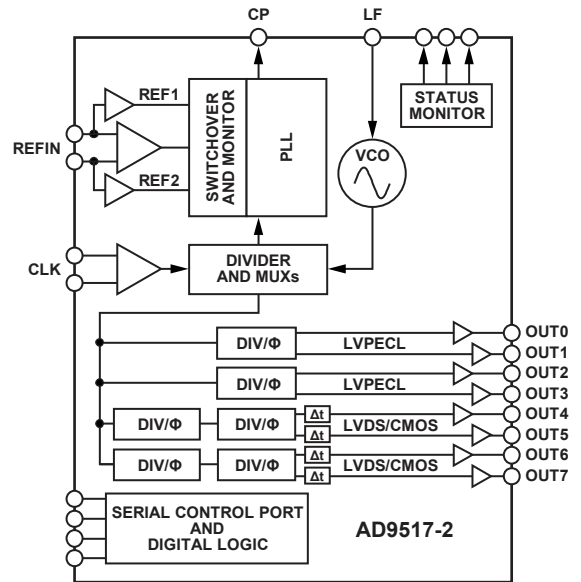 CP
LF
REF1
REFIN
REF2
SWITCHOVER
AND MONITOR
PLL
VCO
STATUS
MONITOR
CLK
DIVIDER
AND MUXs
DIV/Φ
LVPECL
OUT0
OUT1
DIV/Φ
LVPECL
OUT2
OUT3
DIV/Φ
DIV/Φ
Δt
Δt
LVDS/CMOS
OUT4
OUT5
DIV/Φ
DIV/Φ
Δt
Δt
LVDS/CMOS
OUT6
OUT7
SERIAL CONTROL PORT
AND
DIGITAL LOGIC
AD9517-2